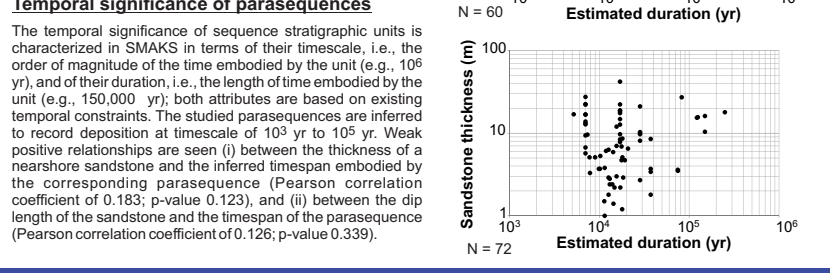 Temporal significance of parasequences
The temporal significance of sequence stratigraphic units is
characterized in SMAKS in terms of their timescale, i.e., the
order of magnitude of the time embodied by the unit (e.g., 10⁶
yr), and of their duration, i.e., the length of time embodied by the
unit (e.g., 150,000 yr); both attributes are based on existing
temporal constraints. The studied parasequences are inferred
to record deposition at timescale of 10³ yr to 10⁵ yr. Weak
positive relationships are seen (i) between the thickness of a
nearshore sandstone and the inferred timespan embodied by
the corresponding parasequence (Pearson correlation
coefficient of 0.183; p-value 0.123), and (ii) between the dip
length of the sandstone and the timespan of the parasequence
(Pearson correlation coefficient of 0.126; p-value 0.339).
N = 60
Estimated duration (yr)
Sandstone thickness (m)
100
10
1
10³ 10⁴ 10⁵ 10⁶
Estimated duration (yr)
N = 72